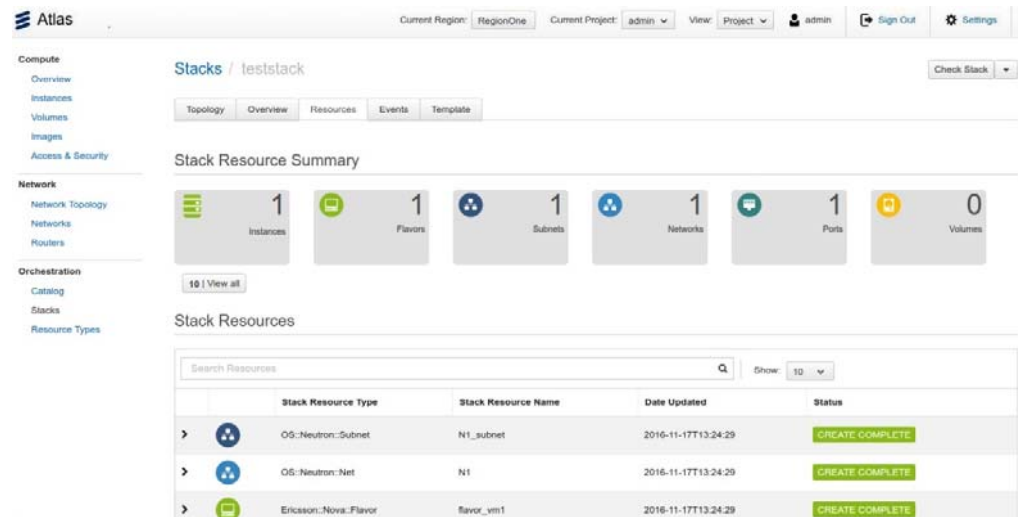 Atlas
Current Region: RegionOne Current Project: admin View: Project admin Sign Out Settings
Compute
Overview
Instances
Volumes
Images
Access & Security
Network
Network Topology
Networks
Routers
Orchestration
Catalog
Stacks
Resource Types
Stacks / teststack
Check Stack
Topology Overview Resources Events Template
Stack Resource Summary
1 Instances
1 Flavors
1 Subnets
1 Networks
1 Ports
0 Volumes
10 | View all
Stack Resources
Search Resources
Show: 10
Stack Resource Type Stack Resource Name Date Updated Status
OS::Neutron::Subnet N1_subnet 2016-11-17T13:24:29 CREATE COMPLETE
OS::Neutron::Net N1 2016-11-17T13:24:29 CREATE COMPLETE
Ericsson::Nova::Flavor flavor_vm1 2016-11-17T13:24:29 CREATE COMPLETE